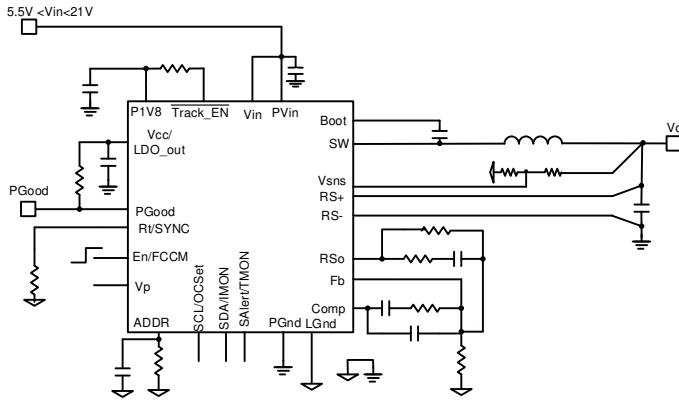 5.5V <Vin<21V
P1V8
Track_EN
Vin
PVin
Boot
Vcc/
LDO_out
SW
Vo
Vsns
PGood
RS+
PGood
RS-
Rt/SYNC
En/FCCM
RSo
Fb
Vp
Comp
ADDR
SCL/OCSet
SDA/IMON
SAlert/TMON
PGnd
LGnd